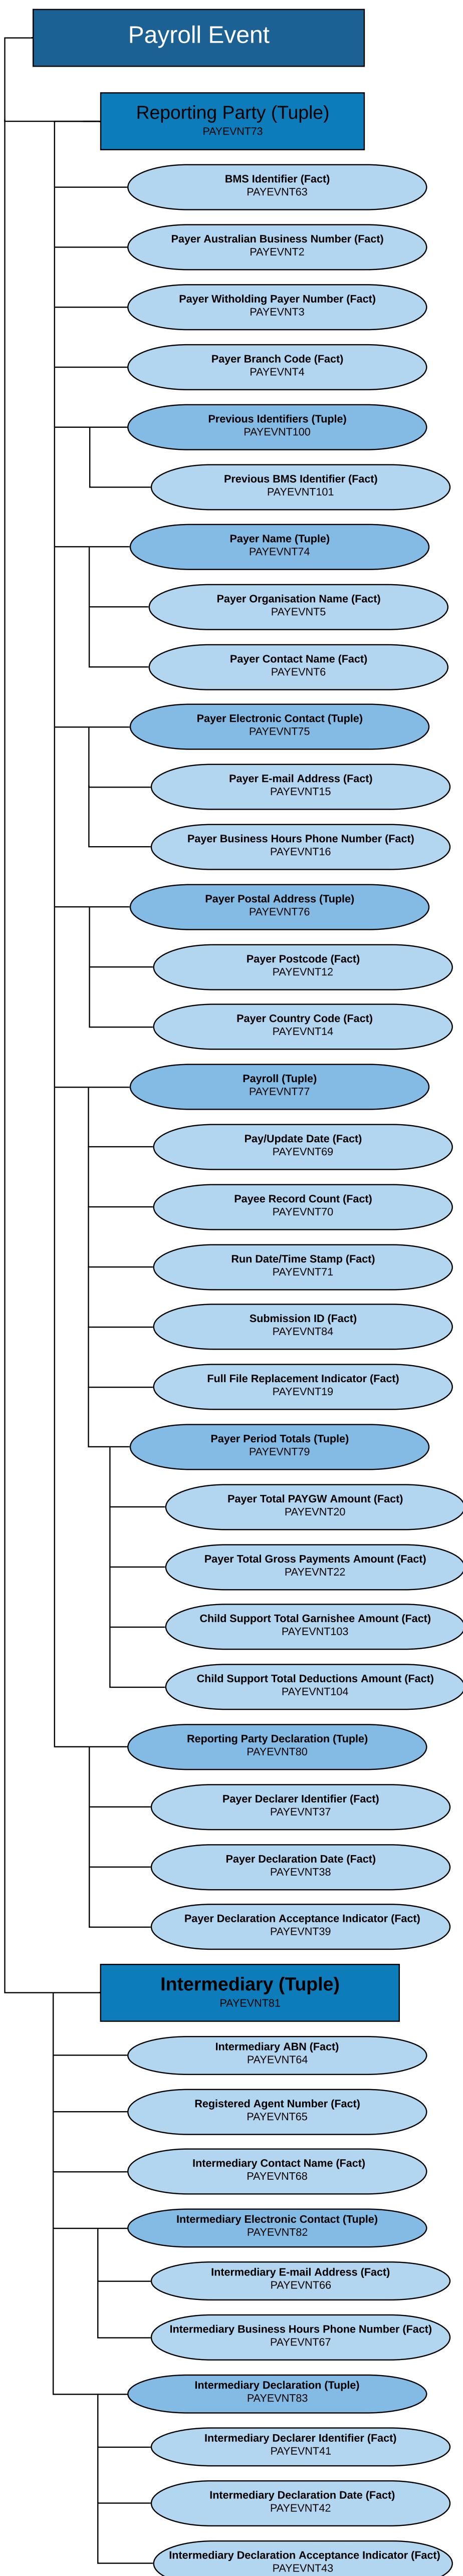 Payroll Event
Reporting Party (Tuple)
PAYEVNT73
BMS Identifier (Fact)
PAYEVNT63
Payer Australian Business Number (Fact)
PAYEVNT2
Payer Witholding Payer Number (Fact)
PAYEVNT3
Payer Branch Code (Fact)
PAYEVNT4
Previous Identifiers (Tuple)
PAYEVNT100
Previous BMS Identifier (Fact)
PAYEVNT101
Payer Name (Tuple)
PAYEVNT74
Payer Organisation Name (Fact)
PAYEVNT5
Payer Contact Name (Fact)
PAYEVNT6
Payer Electronic Contact (Tuple)
PAYEVNT75
Payer E-mail Address (Fact)
PAYEVNT15
Payer Business Hours Phone Number (Fact)
PAYEVNT16
Payer Postal Address (Tuple)
PAYEVNT76
Payer Postcode (Fact)
PAYEVNT12
Payer Country Code (Fact)
PAYEVNT14
Payroll (Tuple)
PAYEVNT77
Pay/Update Date (Fact)
PAYEVNT69
Payee Record Count (Fact)
PAYEVNT70
Run Date/Time Stamp (Fact)
PAYEVNT71
Submission ID (Fact)
PAYEVNT84
Full File Replacement Indicator (Fact)
PAYEVNT19
Payer Period Totals (Tuple)
PAYEVNT79
Payer Total PAYGW Amount (Fact)
PAYEVNT20
Payer Total Gross Payments Amount (Fact)
PAYEVNT22
Child Support Total Garnishee Amount (Fact)
PAYEVNT103
Child Support Total Deductions Amount (Fact)
PAYEVNT104
Reporting Party Declaration (Tuple)
PAYEVNT80
Payer Declarer Identifier (Fact)
PAYEVNT37
Payer Declaration Date (Fact)
PAYEVNT38
Payer Declaration Acceptance Indicator (Fact)
PAYEVNT39
Intermediary (Tuple)
PAYEVNT81
Intermediary ABN (Fact)
PAYEVNT64
Registered Agent Number (Fact)
PAYEVNT65
Intermediary Contact Name (Fact)
PAYEVNT68
Intermediary Electronic Contact (Tuple)
PAYEVNT82
Intermediary E-mail Address (Fact)
PAYEVNT66
Intermediary Business Hours Phone Number (Fact)
PAYEVNT67
Intermediary Declaration (Tuple)
PAYEVNT83
Intermediary Declarer Identifier (Fact)
PAYEVNT41
Intermediary Declaration Date (Fact)
PAYEVNT42
Intermediary Declaration Acceptance Indicator (Fact)
PAYEVNT43